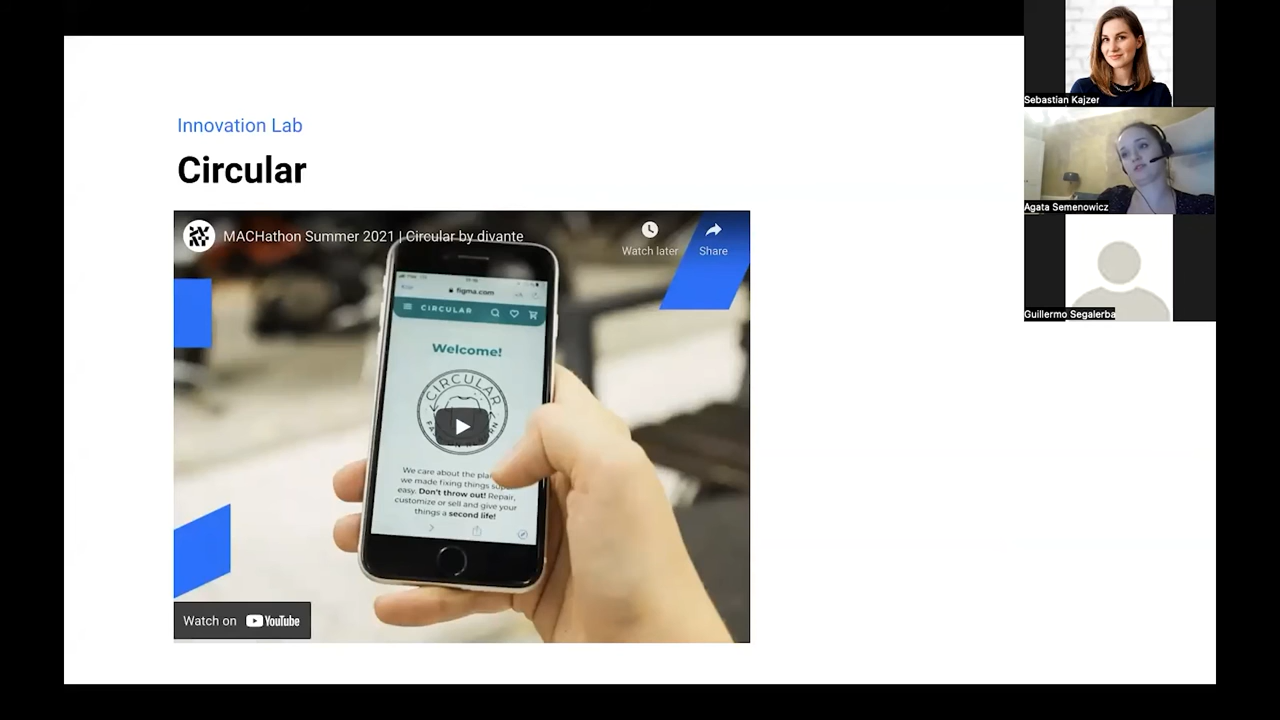 Innovation Lab
Circular
MACHathon Summer 2021 | Circular by divante
Watch later
Share
figma.com
CIRCULAR
Welcome!
CIRCULAR
We care about the
we made fixing things
easy. Don't throw out! Repair,
customize or sell and give your
things a second life!
Watch on YouTube
Sebastian Kajzer
Agata Semenowicz
Guillermo Segalerba